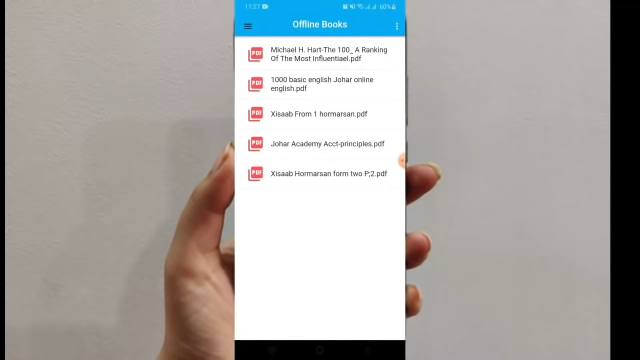 11:27
60%
Offline Books
PDF
Michael H. Hart-The 100_ A Ranking
Of The Most Influentiael.pdf
PDF
1000 basic english Johar online
english.pdf
PDF
Xisaab From 1 hormarsan.pdf
PDF
Johar Academy Acct-principles.pdf
PDF
Xisaab Hormarsan form two P;2.pdf